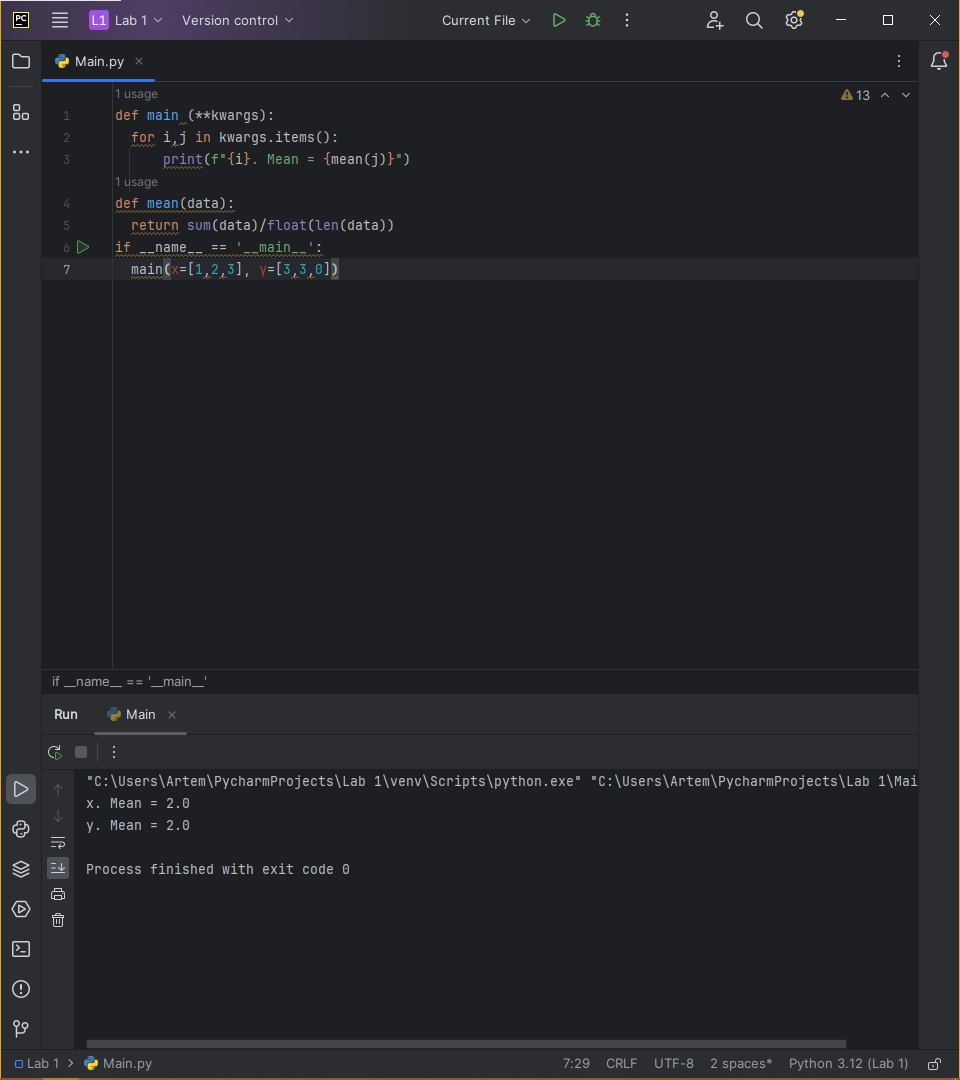 PC L1 Lab 1 Version control Current File
Main.py
1 usage
13
1 def main (**kwargs):
2 for i,j in kwargs.items():
3 print(f"{i}. Mean = {mean(j)}")
1 usage
4 def mean(data):
5 return sum(data)/float(len(data))
6 if __name__ == '__main__':
7 main(x=[1,2,3], y=[3,3,0])
if __name__ == '__main__'
Run Main
"C:\Users\Artem\PycharmProjects\Lab 1\venv\Scripts\python.exe" "C:\Users\Artem\PycharmProjects\Lab 1\Mai
x. Mean = 2.0
y. Mean = 2.0
Process finished with exit code 0
Lab 1 Main.py 7:29 CRLF UTF-8 2 spaces* Python 3.12 (Lab 1)